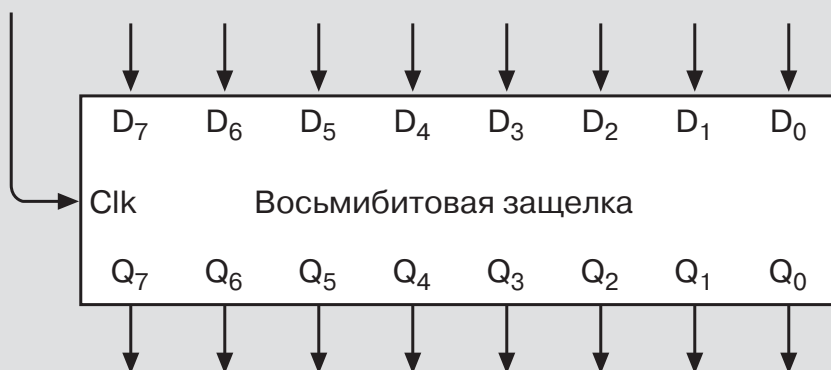 D₇ D₆ D₅ D₄ D₃ D₂ D₁ D₀
Clk Восьмибитовая защелка
Q₇ Q₆ Q₅ Q₄ Q₃ Q₂ Q₁ Q₀